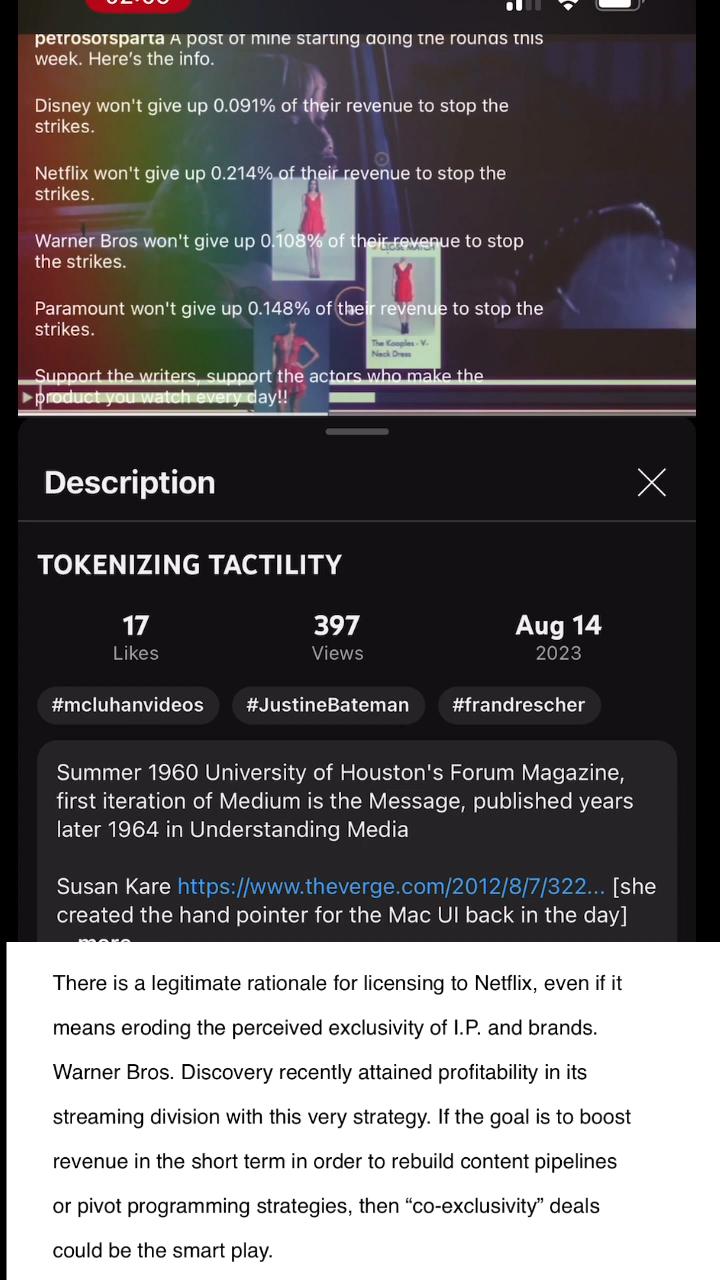 02:06
petrosofsparta A post of mine starting doing the rounds this
week. Here's the info.
Disney won't give up 0.091% of their revenue to stop the
strikes.
Netflix won't give up 0.214% of their revenue to stop the
strikes.
Warner Bros won't give up 0.108% of their revenue to stop
the strikes.
Paramount won't give up 0.148% of their revenue to stop the
strikes.
The Kooples - V-
Neck Dress
Support the writers, support the actors who make the
product you watch every day!!
Description
TOKENIZING TACTILITY
17
Likes
397
Views
Aug 14
2023
#mcluhanvideos #JustineBateman #frandrescher
Summer 1960 University of Houston's Forum Magazine,
first iteration of Medium is the Message, published years
later 1964 in Understanding Media
Susan Kare https://www.theverge.com/2012/8/7/322... [she
created the hand pointer for the Mac UI back in the day]
...more
There is a legitimate rationale for licensing to Netflix, even if it
means eroding the perceived exclusivity of I.P. and brands.
Warner Bros. Discovery recently attained profitability in its
streaming division with this very strategy. If the goal is to boost
revenue in the short term in order to rebuild content pipelines
or pivot programming strategies, then “co-exclusivity” deals
could be the smart play.